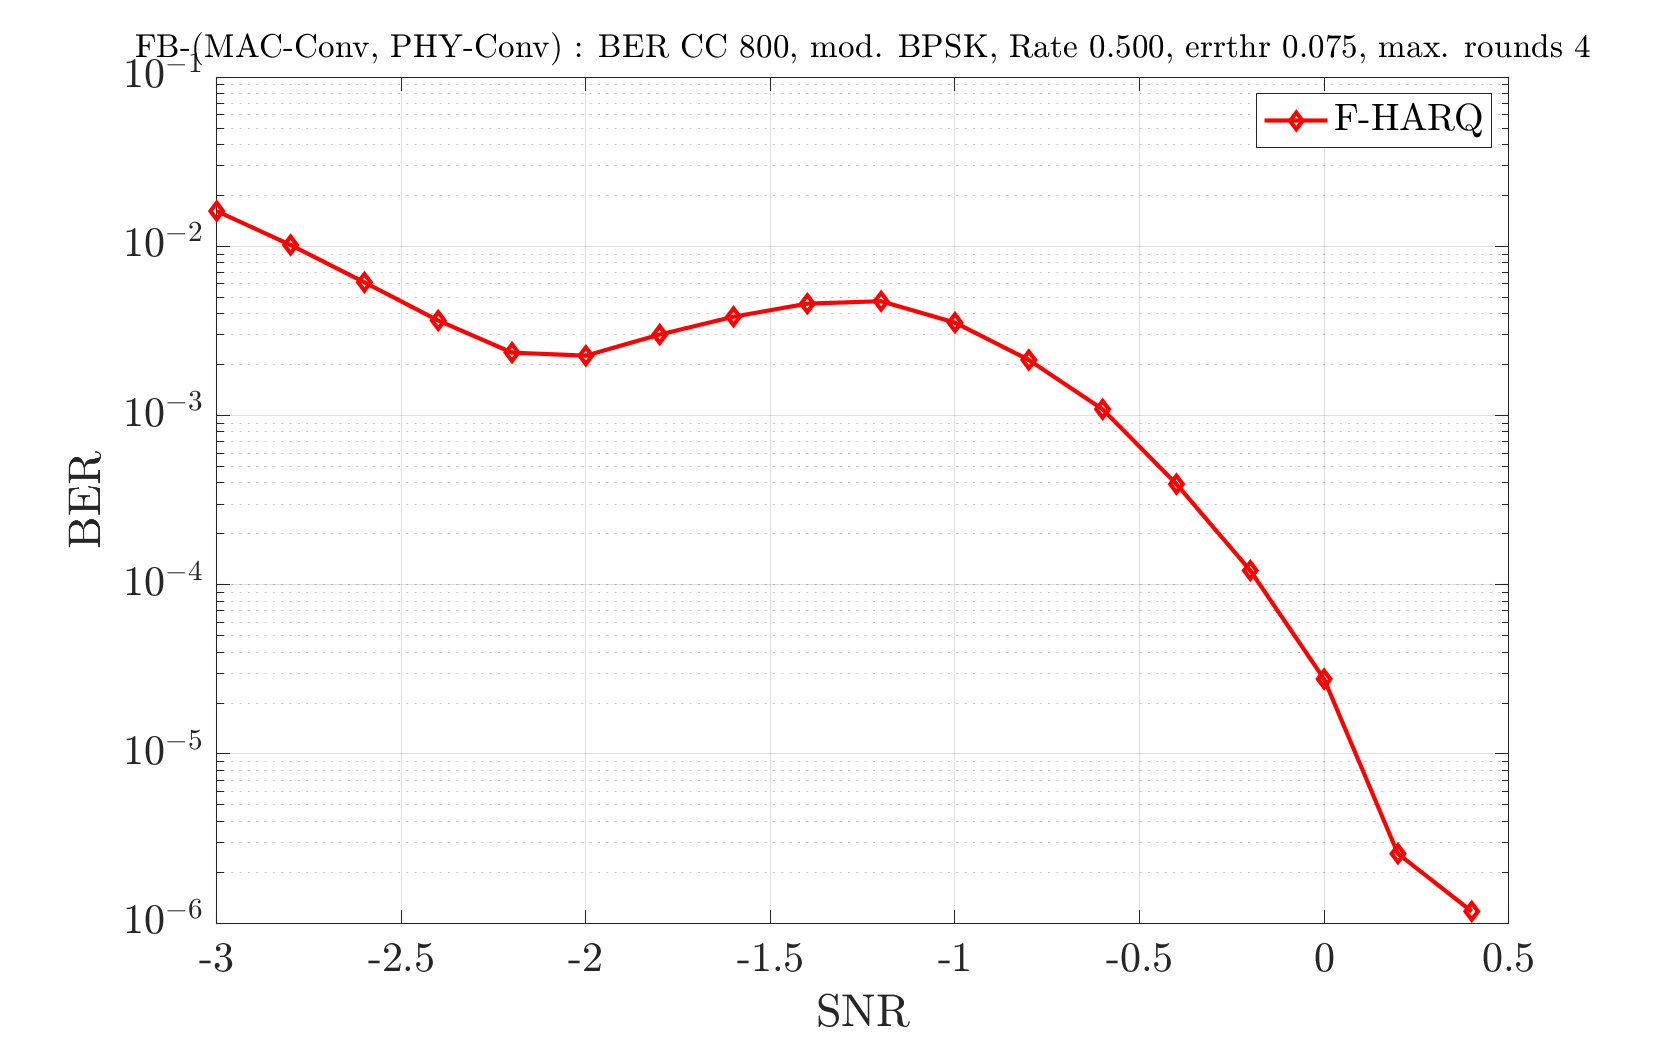 FB-(MAC-Conv, PHY-Conv) : BER CC 800, mod. BPSK, Rate 0.500, errthr 0.075, max. rounds 4
F-HARQ
10⁻¹
10⁻²
10⁻³
10⁻⁴
10⁻⁵
10⁻⁶
BER
-3 -2.5 -2 -1.5 -1 -0.5 0 0.5
SNR